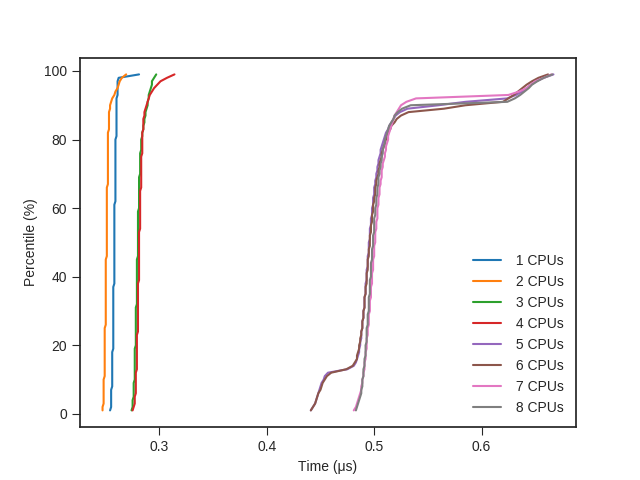 100
80
60
40
20
0
Percentile (%)
0.3
0.4
0.5
0.6
Time (μs)
1 CPUs
2 CPUs
3 CPUs
4 CPUs
5 CPUs
6 CPUs
7 CPUs
8 CPUs